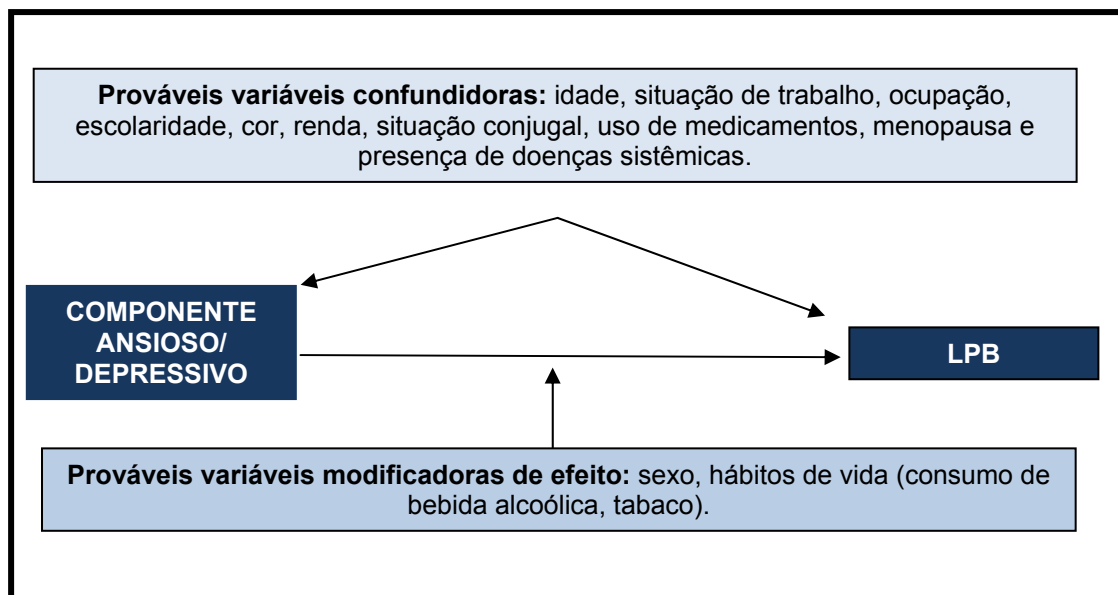 Prováveis variáveis confundidoras: idade, situação de trabalho, ocupação,
escolaridade, cor, renda, situação conjugal, uso de medicamentos, menopausa e
presença de doenças sistêmicas.
COMPONENTE
ANSIOSO/
DEPRESSIVO
LPB
Prováveis variáveis modificadoras de efeito: sexo, hábitos de vida (consumo de
bebida alcoólica, tabaco).